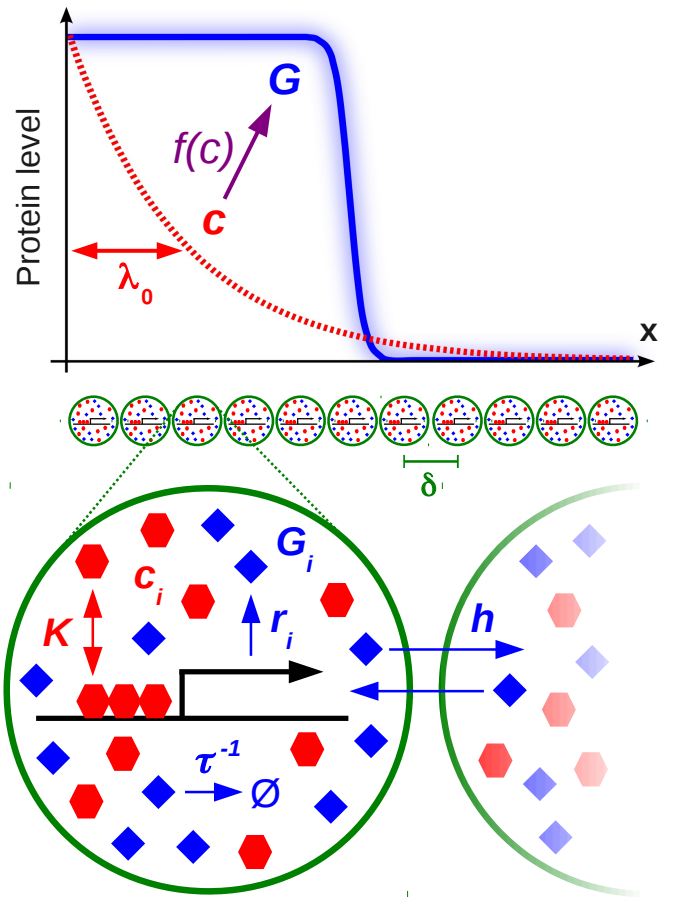 Protein level
G
f(c)
c
λ0
x
δ
Gi
ci
K
ri
h
τ-1
Ø